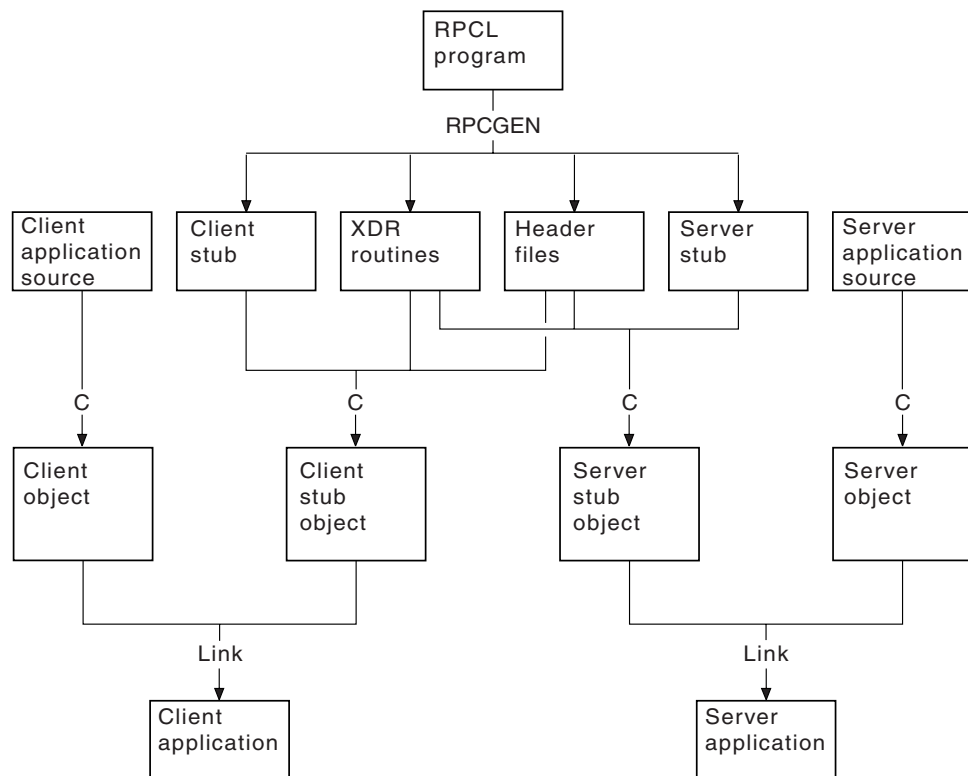 RPCL
program
RPCGEN
Client
application
source
Client
stub
XDR
routines
Header
files
Server
stub
Server
application
source
C
C
C
C
Client
object
Client
stub
object
Server
stub
object
Server
object
Link
Link
Client
application
Server
application